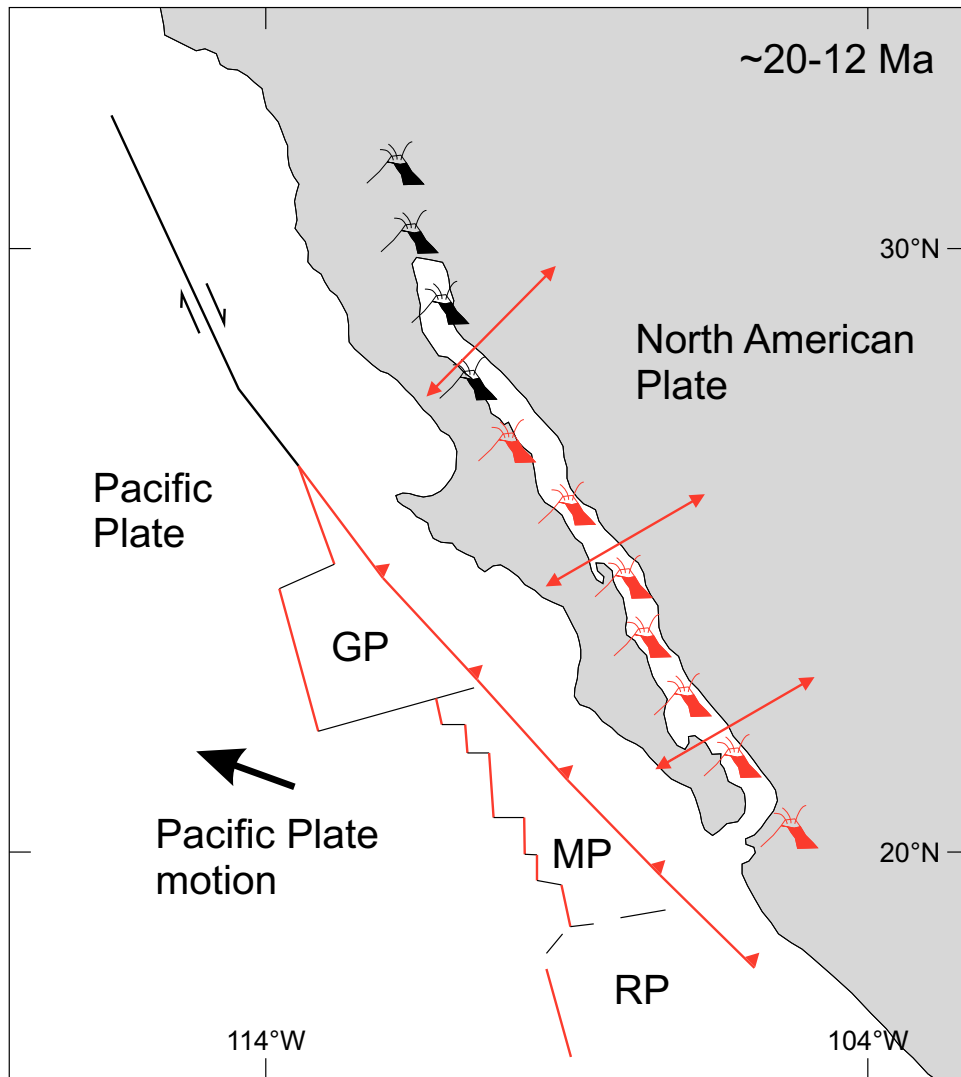 ~20-12 Ma
30°N
North American
Plate
Pacific
Plate
GP
Pacific Plate
motion
MP
20°N
RP
114°W
104°W